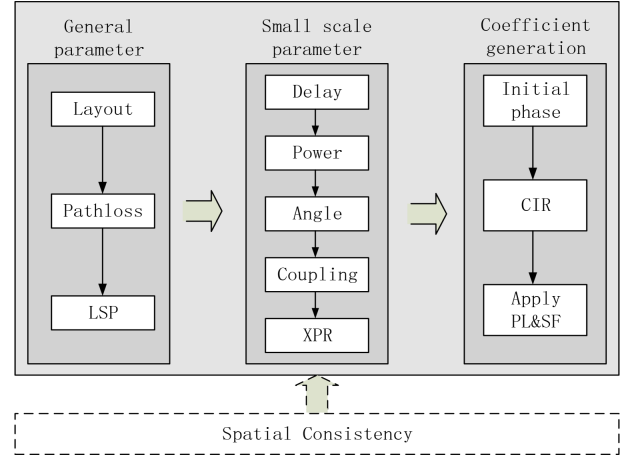 General
parameter
Layout
Pathloss
LSP
Small scale
parameter
Delay
Power
Angle
Coupling
XPR
Coefficient
generation
Initial
phase
CIR
Apply
PL&SF
Spatial Consistency